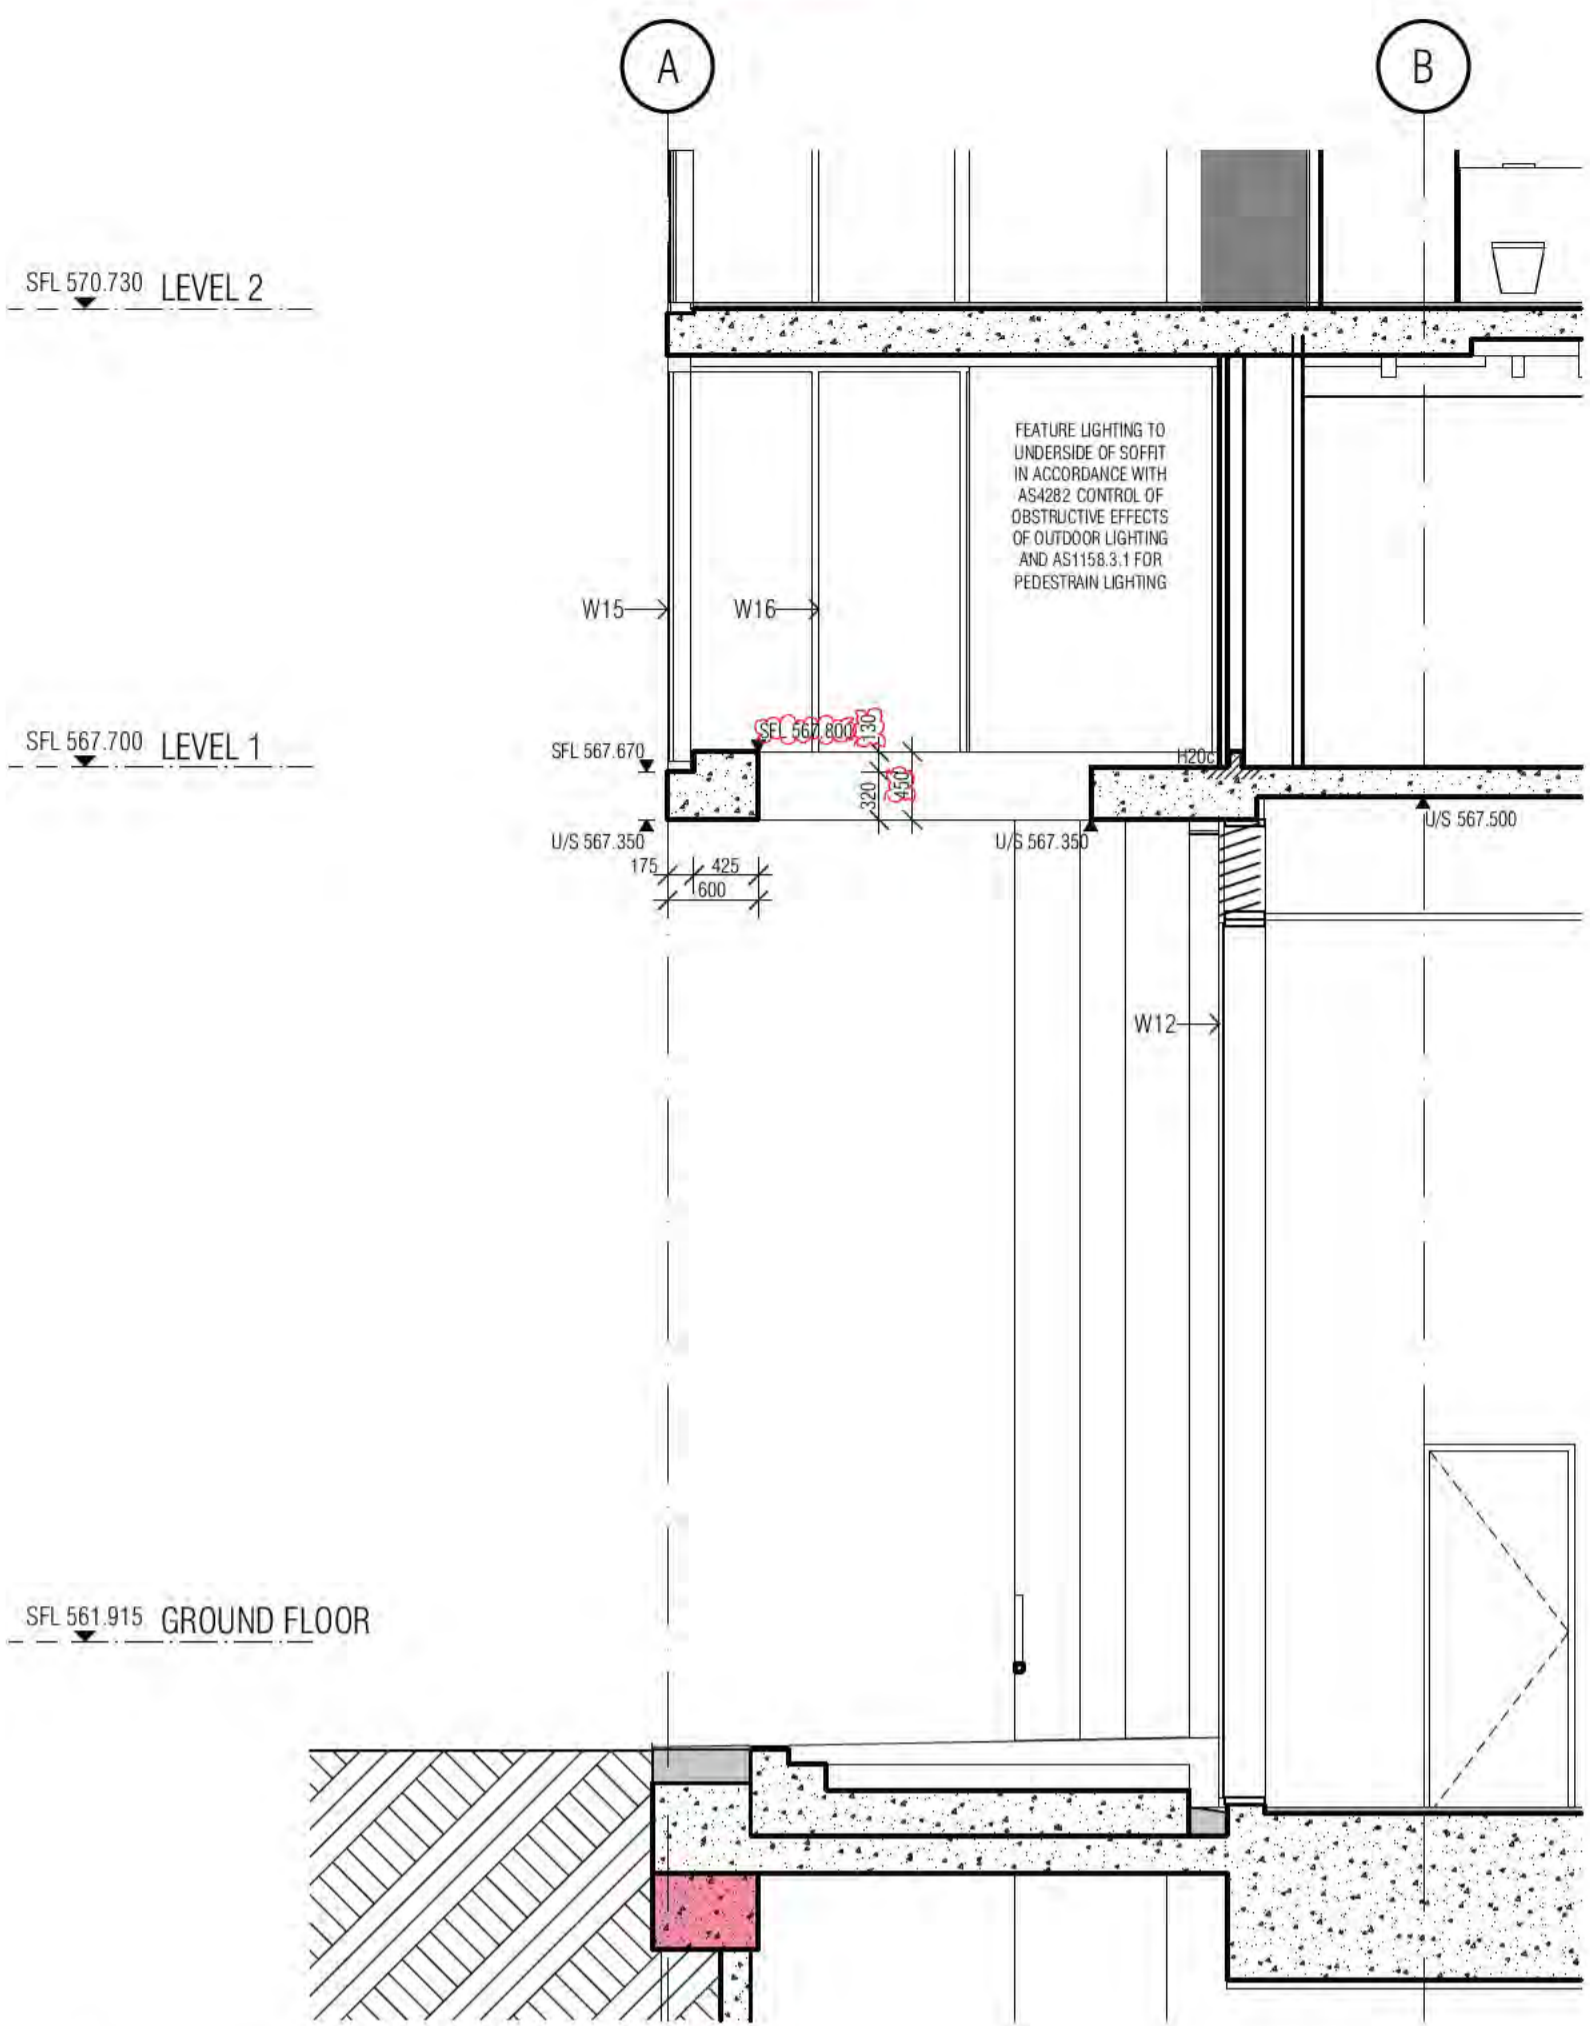 A
B
SFL 570.730 LEVEL 2
FEATURE LIGHTING TO
UNDERSIDE OF SOFFIT
IN ACCORDANCE WITH
AS4282 CONTROL OF
OBSTRUCTIVE EFFECTS
OF OUTDOOR LIGHTING
AND AS1158.3.1 FOR
PEDESTRAIN LIGHTING
W15
W16
SFL 567.800
130
SFL 567.700 LEVEL 1
SFL 567.670
H20c
320
450
U/S 567.350
U/S 567.350
U/S 567.500
175
425
600
W12
SFL 561.915 GROUND FLOOR